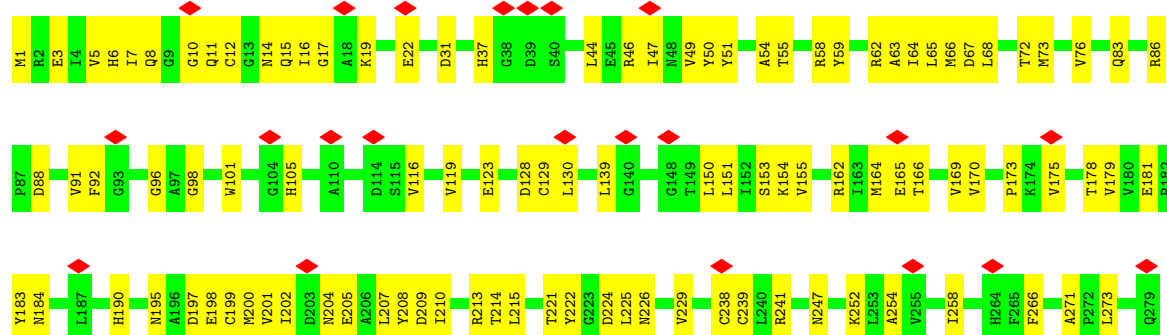 M1 R2 E3 I4 V5 H6 I7 Q8 G9 G10 Q11 C12 G13 N14 Q15 I16 G17 A18 K19 E22 D31 H37 G38 D39 S40 L44 E45 R46 I47 N48 V49 Y50 Y51 A54 T55 R58 Y59 R62 A63 I64 L65 M66 D67 L68 T72 M73 V76 Q83 R86
P87 D88 V91 F92 G93 G96 A97 G98 W101 G104 H105 A110 D114 S115 V116 V119 E123 D128 C129 L130 L139 G140 G148 T149 L150 L151 I152 S153 K154 V155 R162 I163 M164 E165 T166 V169 V170 P173 K174 V175 T178 V179 V180 E181 P182
Y183 N184 L187 H190 N195 A196 D197 E198 C199 M200 V201 I202 D203 N204 E205 A206 L207 Y208 D209 I210 R213 T214 L215 T221 Y222 G223 D224 L225 N226 V229 C238 C239 L240 R241 N247 K252 L253 A254 V255 I258 H264 F265 F266 A271 P272 L273 Q279